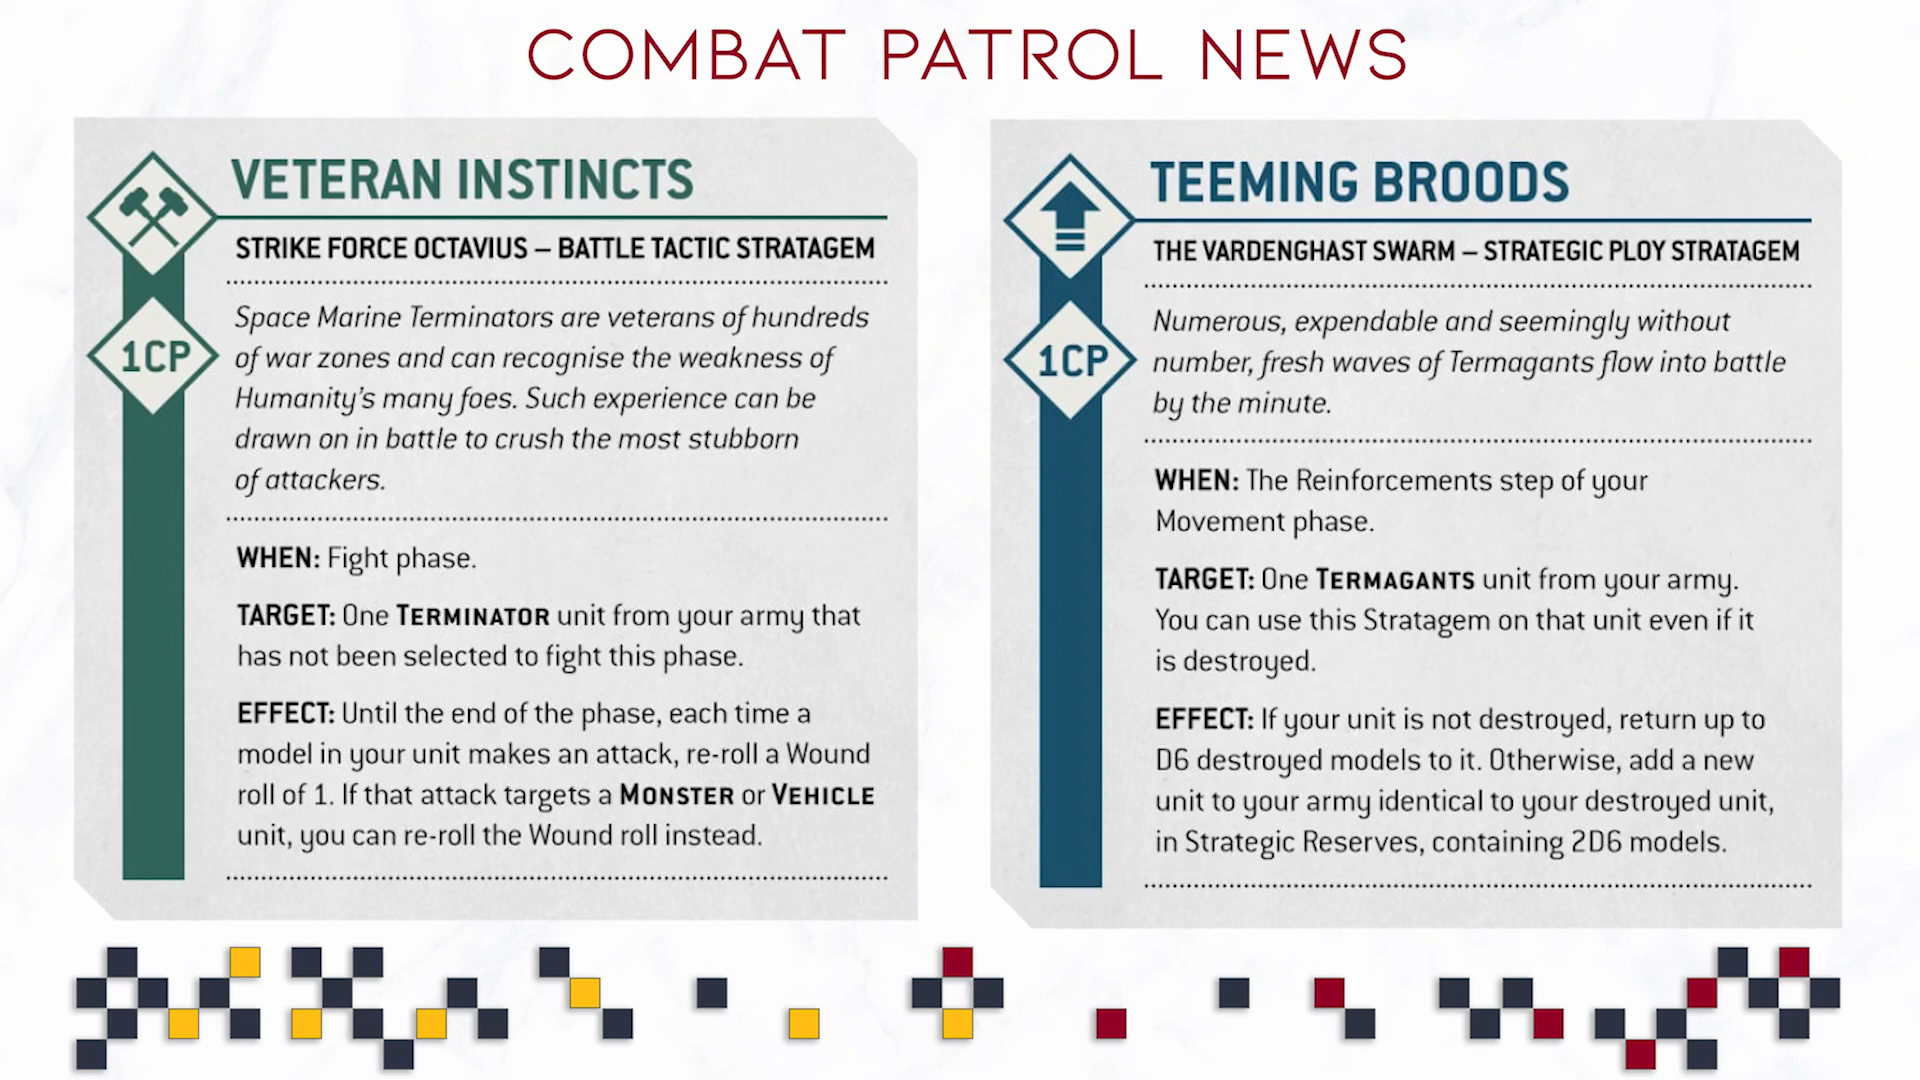 COMBAT PATROL NEWS
VETERAN INSTINCTS
STRIKE FORCE OCTAVIUS – BATTLE TACTIC STRATAGEM
1CP
Space Marine Terminators are veterans of hundreds
of war zones and can recognise the weakness of
Humanity's many foes. Such experience can be
drawn on in battle to crush the most stubborn
of attackers.
WHEN: Fight phase.
TARGET: One TERMINATOR unit from your army that
has not been selected to fight this phase.
EFFECT: Until the end of the phase, each time a
model in your unit makes an attack, re-roll a Wound
roll of 1. If that attack targets a MONSTER or VEHICLE
unit, you can re-roll the Wound roll instead.
TEEMING BROODS
THE VARDENGHAST SWARM – STRATEGIC PLOY STRATAGEM
1CP
Numerous, expendable and seemingly without
number, fresh waves of Termagants flow into battle
by the minute.
WHEN: The Reinforcements step of your
Movement phase.
TARGET: One TERMAGANTS unit from your army.
You can use this Stratagem on that unit even if it
is destroyed.
EFFECT: If your unit is not destroyed, return up to
D6 destroyed models to it. Otherwise, add a new
unit to your army identical to your destroyed unit,
in Strategic Reserves, containing 2D6 models.